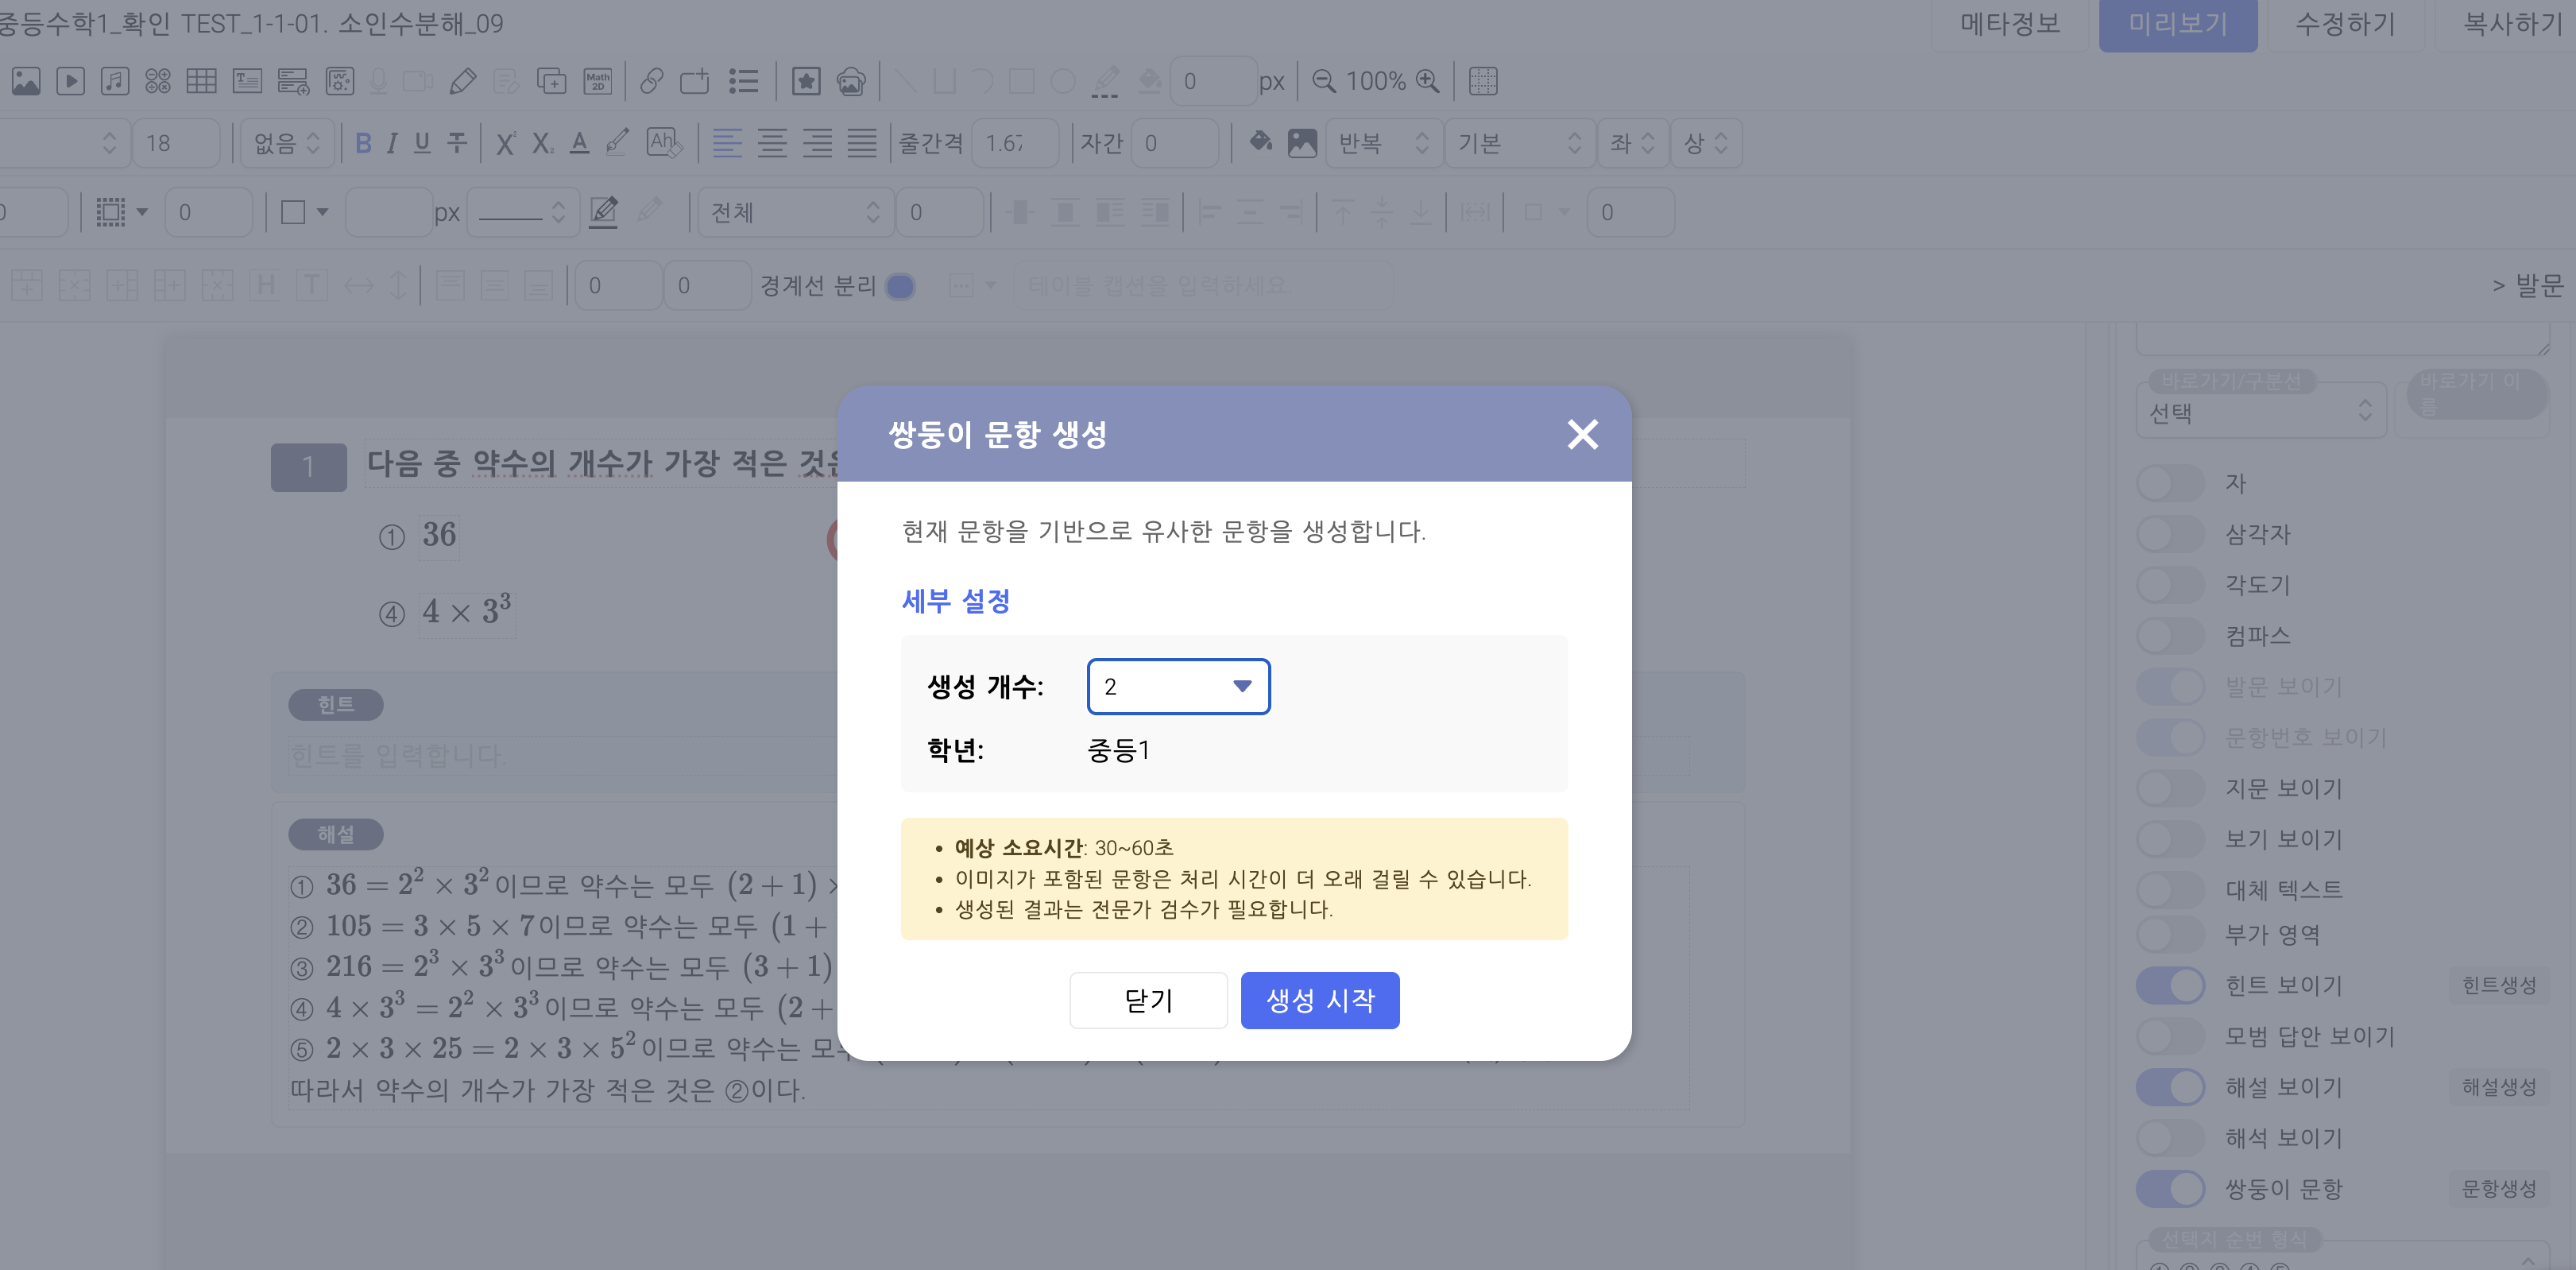 중등수학1_확인 TEST_1-1-01. 소인수분해_09
메타정보 미리보기 수정하기 복사하기
Math 2D 0 px 100%
18 없음 B I U T X² X₂ A Ah 줄간격 1.67 자간 0 반복 기본 좌 상
0 0 px 전체 0 0
H T 0 0 경계선 분리 테이블 캡션을 입력하세요 > 발문
바로가기/구분선 바로가기 이름
선택
1 다음 중 약수의 개수가 가장 적은 것은
① 36
④ 4 × 3³
힌트
힌트를 입력합니다.
해설
① 36 = 2² × 3²이므로 약수는 모두 (2 + 1) ×
② 105 = 3 × 5 × 7이므로 약수는 모두 (1 +
③ 216 = 2³ × 3³이므로 약수는 모두 (3 + 1)
④ 4 × 3³ = 2² × 3³이므로 약수는 모두 (2 +
⑤ 2 × 3 × 25 = 2 × 3 × 5²이므로 약수는 모두
따라서 약수의 개수가 가장 적은 것은 ②이다.
쌍둥이 문항 생성
현재 문항을 기반으로 유사한 문항을 생성합니다.
세부 설정
생성 개수: 2
학년: 중등1
• 예상 소요시간: 30~60초
• 이미지가 포함된 문항은 처리 시간이 더 오래 걸릴 수 있습니다.
• 생성된 결과는 전문가 검수가 필요합니다.
닫기 생성 시작
자
삼각자
각도기
컴파스
발문 보이기
문항번호 보이기
지문 보이기
보기 보이기
대체 텍스트
부가 영역
힌트 보이기 힌트생성
모범 답안 보이기
해설 보이기 해설생성
해석 보이기
쌍둥이 문항 문항생성
선택지 순번 형식
① ② ③ ④ ⑤